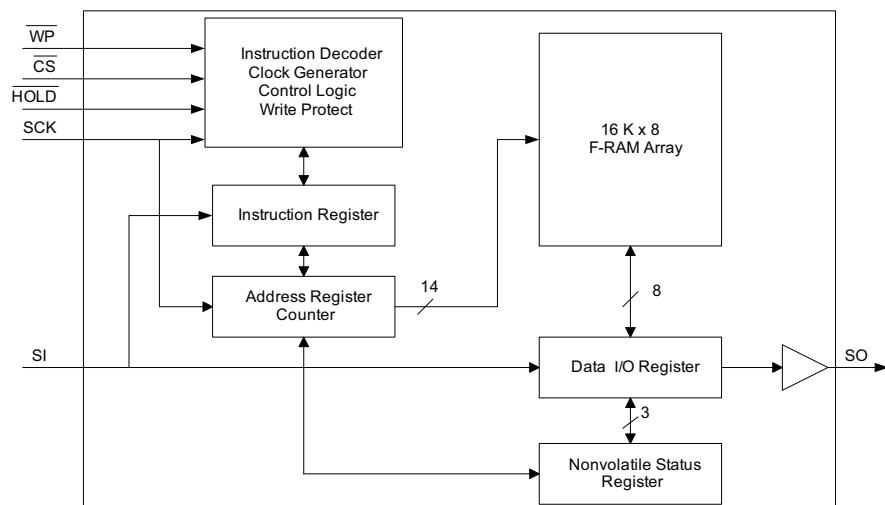 WP
CS
HOLD
SCK
Instruction Decoder
Clock Generator
Control Logic
Write Protect
16 K x 8
F-RAM Array
Instruction Register
Address Register
Counter
14
8
SI
Data I/O Register
SO
3
Nonvolatile Status
Register